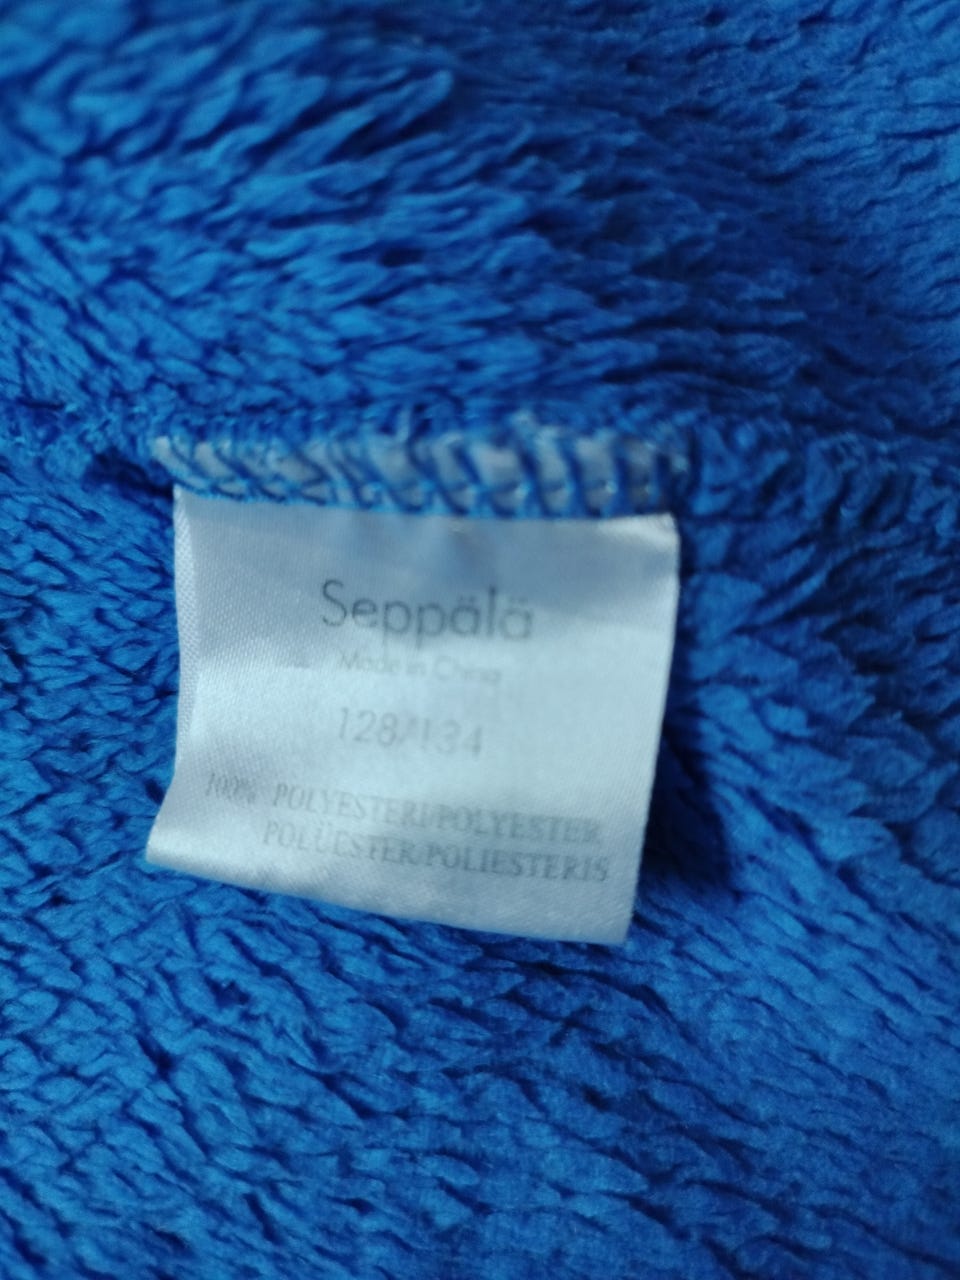 Seppälä
Made in China
128/134
100% POLYESTERI/POLYESTER
POLÜESTER/POLIESTERIS